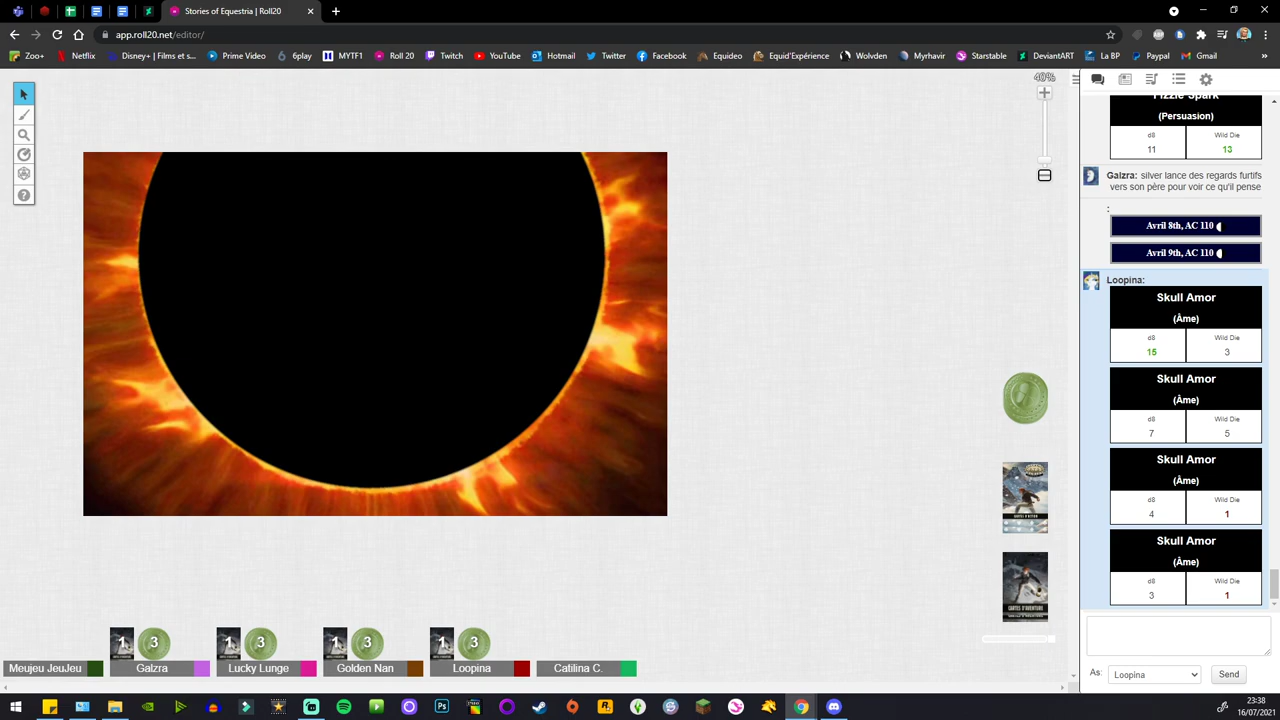 Stories of Equestria | Roll20
app.roll20.net/editor/
Zoo+
Netflix
Disney+ | Films et s...
Prime Video
6play
MYTF1
Roll 20
Twitch
YouTube
Hotmail
Twitter
Facebook
Equideo
Equid'Expérience
Wolvden
Myrhavir
Starstable
DeviantART
La BP
Paypal
Gmail
»
40%
Fizzle Spark
(Persuasion)
d8 Wild Die
11 13
Galzra: silver lance des regards furtifs
vers son père pour voir ce qu'il pense
:
Avril 8th, AC 110
Avril 9th, AC 110
Loopina:
Skull Amor
(Âme)
d8 Wild Die
15 3
Skull Amor
(Âme)
d8 Wild Die
7 5
Skull Amor
(Âme)
d8 Wild Die
4 1
Skull Amor
(Âme)
d8 Wild Die
3 1
CARTES D'AVENTURE
1 3
1 3
1 3
1 3
Meujeu JeuJeu
Galzra
Lucky Lunge
Golden Nan
Loopina
Catilina C.
As: Loopina
Send
23:38
16/07/2021